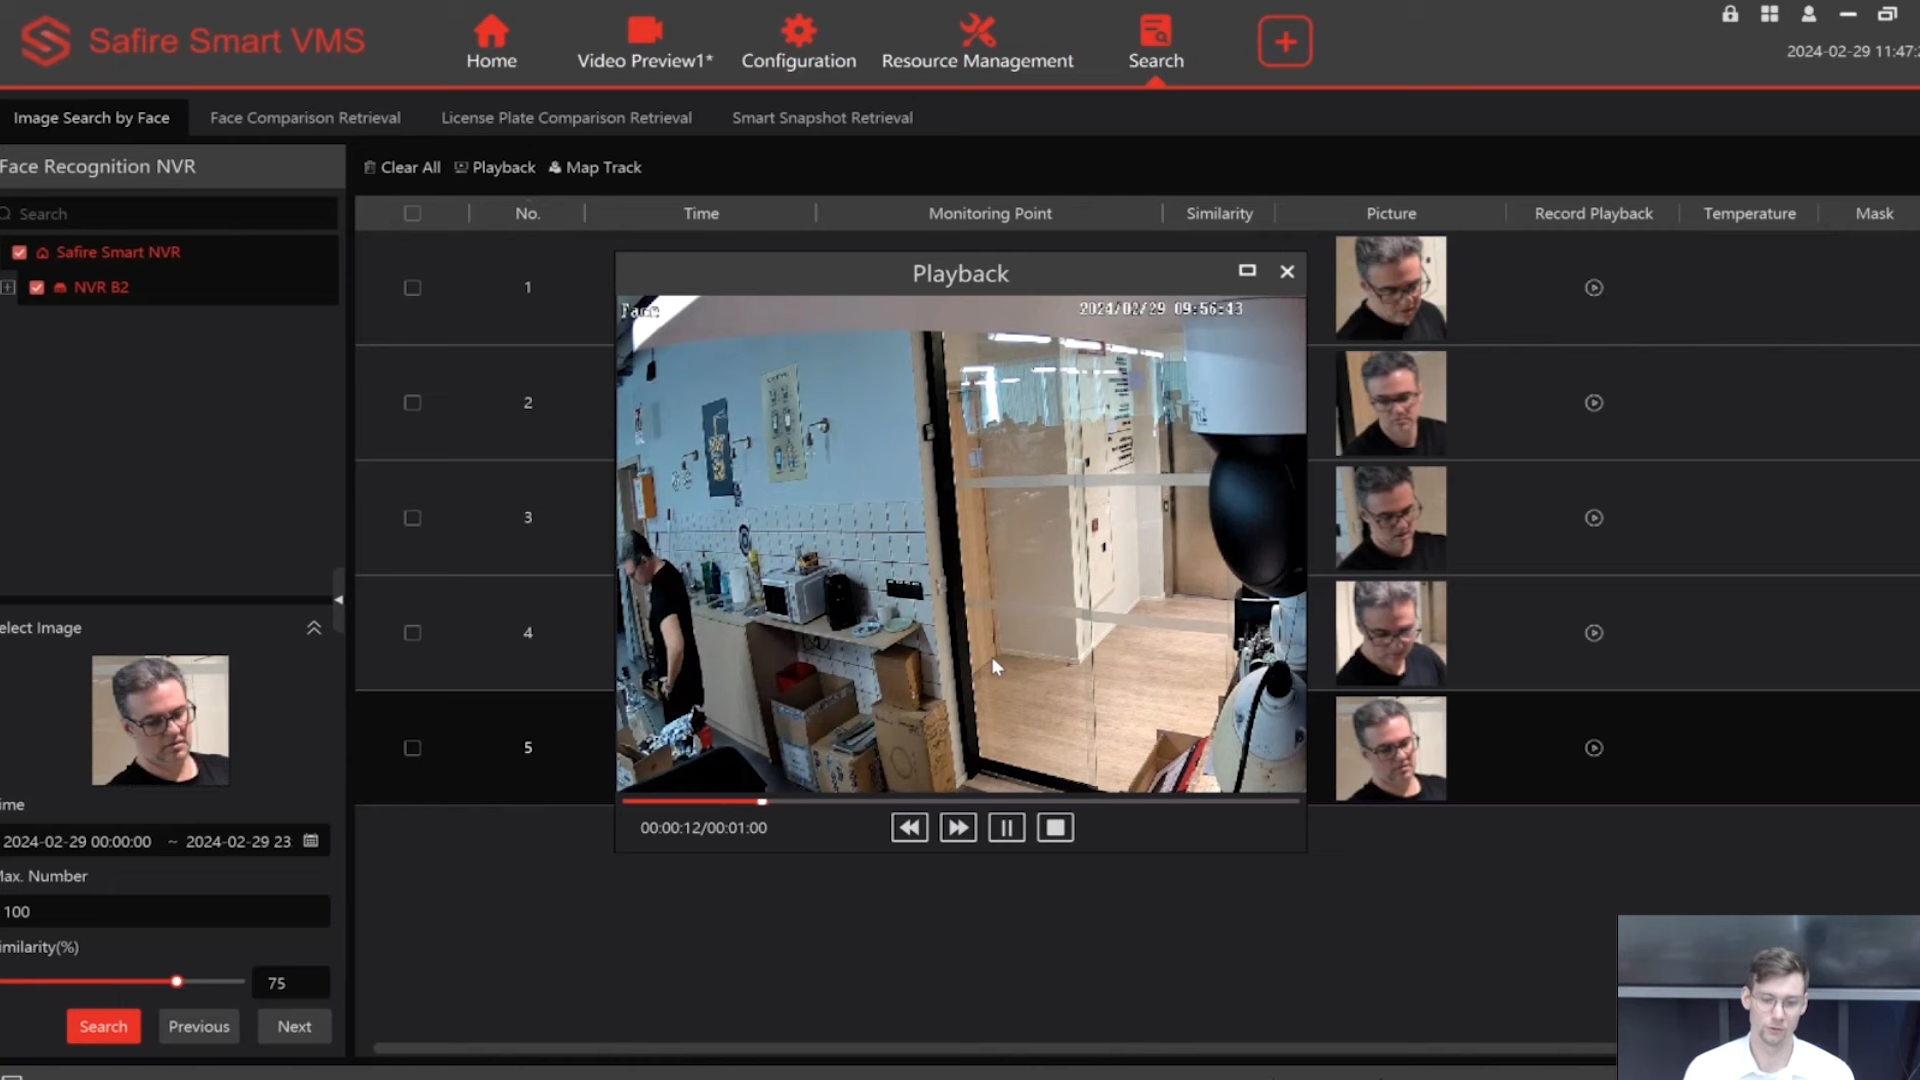 Safire Smart VMS
Home
Video Preview1*
Configuration
Resource Management
Search
2024-02-29 11:47:
Image Search by Face
Face Comparison Retrieval
License Plate Comparison Retrieval
Smart Snapshot Retrieval
Face Recognition NVR
Clear All
Playback
Map Track
Search
No.
Time
Monitoring Point
Similarity
Picture
Record Playback
Temperature
Mask
Safire Smart NVR
NVR B2
1
2
3
4
5
Playback
Face
2024/02/29 09:56:43
00:00:12/00:01:00
elect Image
ime
2024-02-29 00:00:00 ~ 2024-02-29 23
Max. Number
100
imilarity(%)
75
Search
Previous
Next